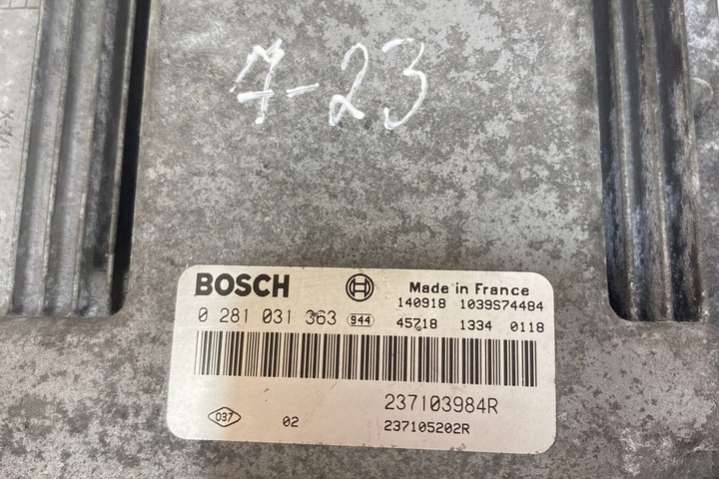 7-23
BOSCH Made in France
140918 1039S74484
0 281 031 363 944 45718 1334 0118
237103984R
D37 02 237105202R